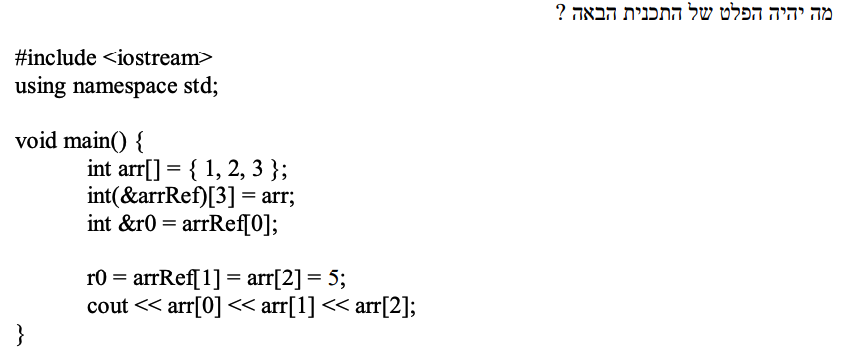 מה יהיה הפלט של התכנית הבאה ?
#include <iostream>
using namespace std;
void main() {
int arr[] = { 1, 2, 3 };
int(&arrRef)[3] = arr;
int &r0 = arrRef[0];
r0 = arrRef[1] = arr[2] = 5;
cout << arr[0] << arr[1] << arr[2];
}